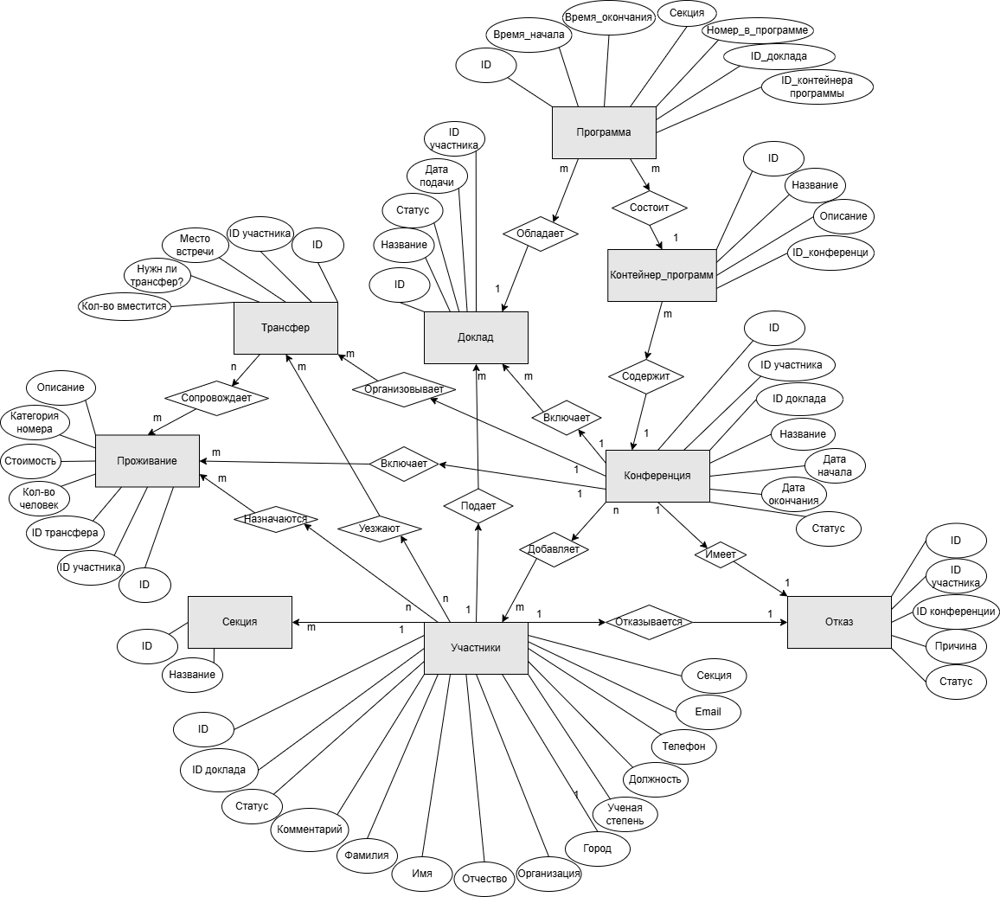 Время_окончания
Секция
Номер_в_программе
Время_начала
ID_доклада
ID
ID_контейнера
программы
Программа
m
m
ID
участника
ID
Дата
подачи
Название
Статус
Состоит
Описание
Обладает
1
ID участника
Место
встречи
ID
Название
ID_конференци
Нужн ли
трансфер?
Контейнер_программ
ID
1
Кол-во вместится
m
Трансфер
Доклад
ID
m
n
m
m
m
ID участника
Содержит
Описание
Сопровождает
Организовывает
ID доклада
Категория
номера
m
Включает
1
Название
1
Стоимость
m
Проживание
Включает
1
Конференция
Дата
начала
m
1
Кол-во
человек
Дата
окончания
Подает
n
1
Назначаются
Уезжают
Статус
ID трансфера
Добавляет
Имеет
ID
ID участника
ID
участника
ID
1
n
n
1
m
1
1
ID конференции
Секция
m
1
Отказывается
Отказ
ID
Участники
Причина
Название
Секция
Статус
Email
ID
Телефон
ID доклада
Должность
1
Статус
Ученая
степень
Комментарий
Город
Фамилия
Имя
Отчество
Организация